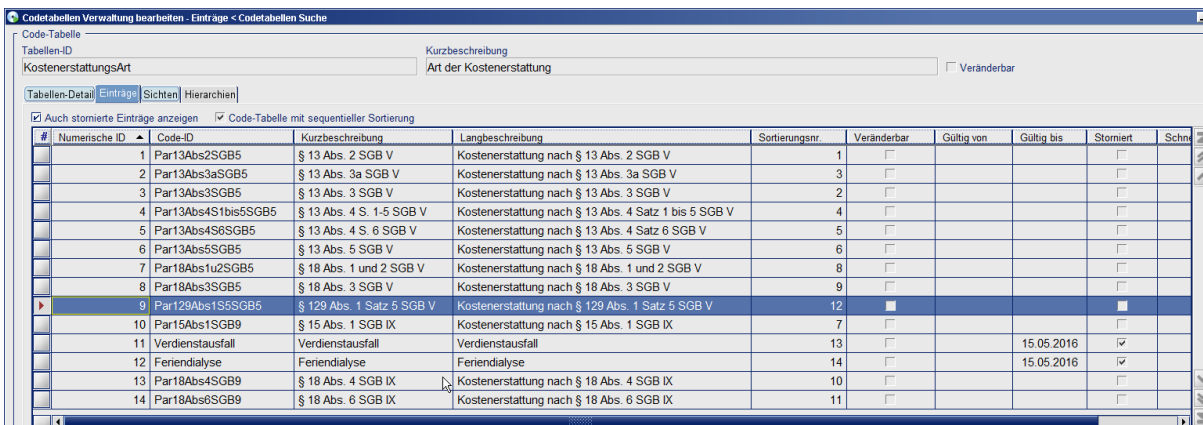 Codetabellen Verwaltung bearbeiten - Einträge < Codetabellen Suche
Code-Tabelle
Tabellen-ID Kurzbeschreibung
KostenerstattungsArt Art der Kostenerstattung Veränderbar
Tabellen-Detail Einträge Sichten Hierarchien
Auch stornierte Einträge anzeigen Code-Tabelle mit sequentieller Sortierung
# Numerische ID Code-ID Kurzbeschreibung Langbeschreibung Sortierungsnr. Veränderbar Gültig von Gültig bis Storniert Schne
1 Par13Abs2SGB5 § 13 Abs. 2 SGB V Kostenerstattung nach § 13 Abs. 2 SGB V 1
2 Par13Abs3aSGB5 § 13 Abs. 3a SGB V Kostenerstattung nach § 13 Abs. 3a SGB V 3
3 Par13Abs3SGB5 § 13 Abs. 3 SGB V Kostenerstattung nach § 13 Abs. 3 SGB V 2
4 Par13Abs4S1bis5SGB5 § 13 Abs. 4 S. 1-5 SGB V Kostenerstattung nach § 13 Abs. 4 Satz 1 bis 5 SGB V 4
5 Par13Abs4S6SGB5 § 13 Abs. 4 S. 6 SGB V Kostenerstattung nach § 13 Abs. 4 Satz 6 SGB V 5
6 Par13Abs5SGB5 § 13 Abs. 5 SGB V Kostenerstattung nach § 13 Abs. 5 SGB V 6
7 Par18Abs1u2SGB5 § 18 Abs. 1 und 2 SGB V Kostenerstattung nach § 18 Abs. 1 und 2 SGB V 8
8 Par18Abs3SGB5 § 18 Abs. 3 SGB V Kostenerstattung nach § 18 Abs. 3 SGB V 9
9 Par129Abs1S5SGB5 § 129 Abs. 1 Satz 5 SGB V Kostenerstattung nach § 129 Abs. 1 Satz 5 SGB V 12
10 Par15Abs1SGB9 § 15 Abs. 1 SGB IX Kostenerstattung nach § 15 Abs. 1 SGB IX 7
11 Verdienstausfall Verdienstausfall Verdienstausfall 13 15.05.2016
12 Feriendialyse Feriendialyse Feriendialyse 14 15.05.2016
13 Par18Abs4SGB9 § 18 Abs. 4 SGB IX Kostenerstattung nach § 18 Abs. 4 SGB IX 10
14 Par18Abs6SGB9 § 18 Abs. 6 SGB IX Kostenerstattung nach § 18 Abs. 6 SGB IX 11